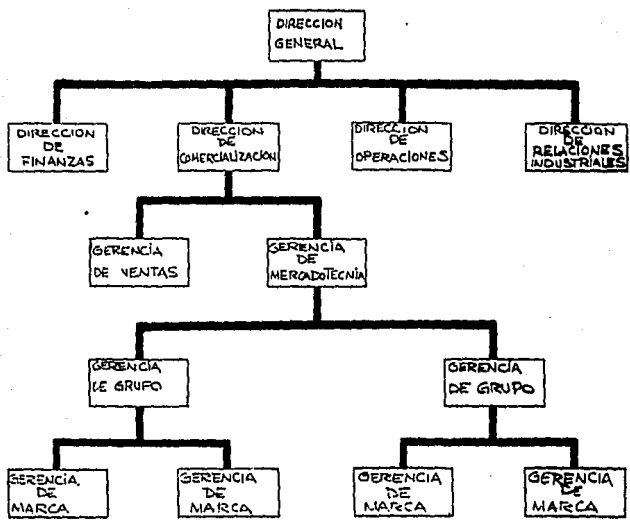 DIRECCION
GENERAL
DIRECCION
DE
FINANZAS
DIRECCION
DE
COMERCIALIZACION
DIRECCION
DE
OPERACIONES
DIRECCION
DE
RELACIONES
INDUSTRIALES
GERENCIA
DE VENTAS
GERENCIA
DE
MERCADOTECNIA
GERENCIA
DE GRUPO
GERENCIA
DE GRUPO
GERENCIA
DE
MARCA
GERENCIA
DE
MARCA
GERENCIA
DE
MARCA
GERENCIA
DE
MARCA